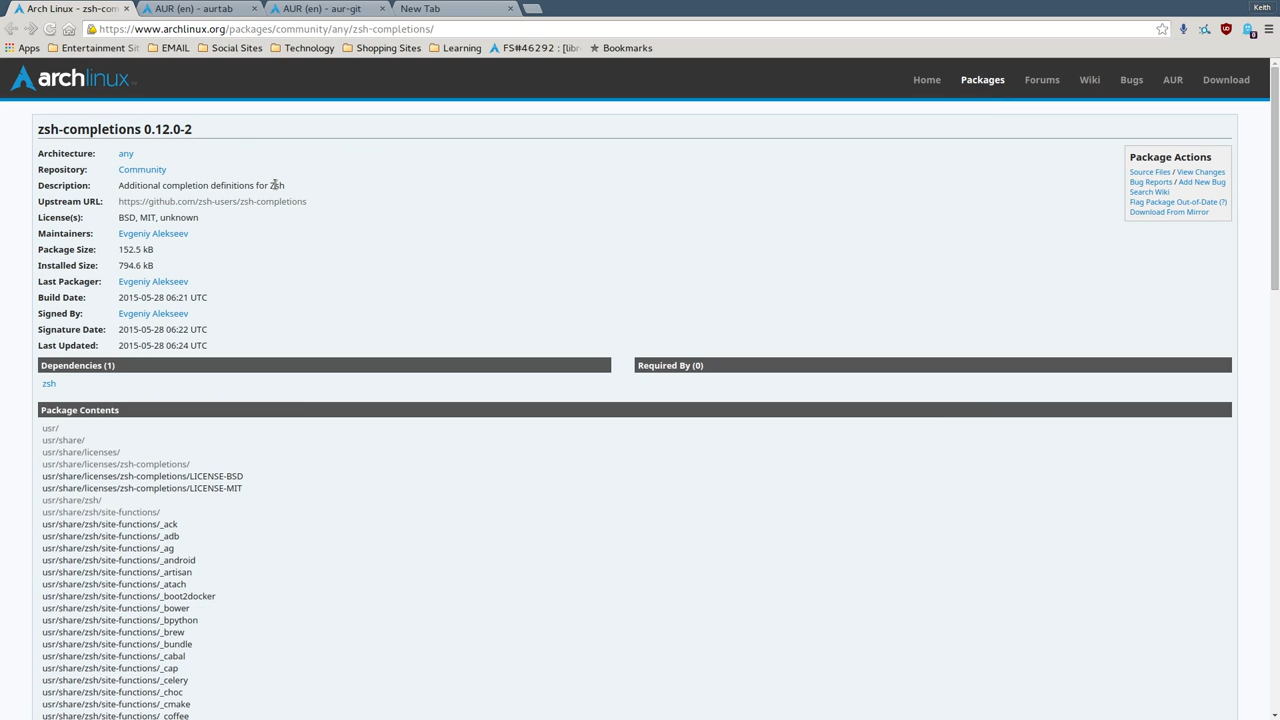 Arch Linux - zsh-com
AUR (en) - aurtab
AUR (en) - aur-git
New Tab
Keith
https://www.archlinux.org/packages/community/any/zsh-completions/
Apps
Entertainment Sit
EMAIL
Social Sites
Technology
Shopping Sites
Learning
FS#46292 : [libr
Bookmarks
archlinux
Home Packages Forums Wiki Bugs AUR Download
zsh-completions 0.12.0-2
Architecture: any
Repository: Community
Description: Additional completion definitions for Zsh
Upstream URL: https://github.com/zsh-users/zsh-completions
License(s): BSD, MIT, unknown
Maintainers: Evgeniy Alekseev
Package Size: 152.5 kB
Installed Size: 794.6 kB
Last Packager: Evgeniy Alekseev
Build Date: 2015-05-28 06:21 UTC
Signed By: Evgeniy Alekseev
Signature Date: 2015-05-28 06:22 UTC
Last Updated: 2015-05-28 06:24 UTC
Package Actions
Source Files / View Changes
Bug Reports / Add New Bug
Search Wiki
Flag Package Out-of-Date (?)
Download From Mirror
Dependencies (1)
zsh
Required By (0)
Package Contents
usr/
usr/share/
usr/share/licenses/
usr/share/licenses/zsh-completions/
usr/share/licenses/zsh-completions/LICENSE-BSD
usr/share/licenses/zsh-completions/LICENSE-MIT
usr/share/zsh/
usr/share/zsh/site-functions/
usr/share/zsh/site-functions/_ack
usr/share/zsh/site-functions/_adb
usr/share/zsh/site-functions/_ag
usr/share/zsh/site-functions/_android
usr/share/zsh/site-functions/_artisan
usr/share/zsh/site-functions/_atach
usr/share/zsh/site-functions/_boot2docker
usr/share/zsh/site-functions/_bower
usr/share/zsh/site-functions/_bpython
usr/share/zsh/site-functions/_brew
usr/share/zsh/site-functions/_bundle
usr/share/zsh/site-functions/_cabal
usr/share/zsh/site-functions/_cap
usr/share/zsh/site-functions/_celery
usr/share/zsh/site-functions/_choc
usr/share/zsh/site-functions/_cmake
usr/share/zsh/site-functions/_coffee